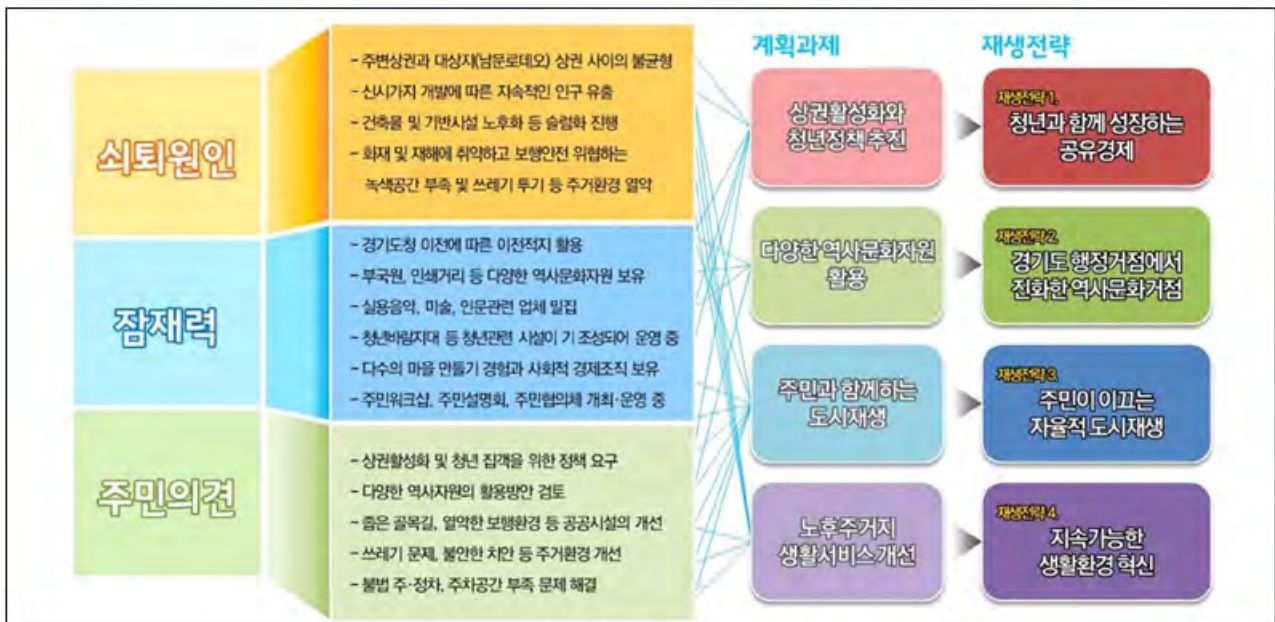 쇠퇴원인
- 주변상권과 대상지(남문로데오) 상권 사이의 불균형
- 신시가지 개발에 따른 지속적인 인구 유출
- 건축물 및 기반시설 노후화 등 슬럼화 진행
- 화재 및 재해에 취약하고 보행안전 위협하는
녹색공간 부족 및 쓰레기 투기 등 주거환경 열악
잠재력
- 경기도청 이전에 따른 이전적지 활용
- 부국원, 인쇄거리 등 다양한 역사문화자원 보유
- 실용음악, 미술, 인문관련 업체 밀집
- 청년바람지대 등 청년관련 시설이 기 조성되어 운영 중
- 다수의 마을 만들기 경험과 사회적 경제조직 보유
- 주민워크샵, 주민설명회, 주민협의체 개최·운영 중
주민의견
- 상권활성화 및 청년 집객을 위한 정책 요구
- 다양한 역사자원의 활용방안 검토
- 좁은 골목길, 열악한 보행환경 등 공공시설의 개선
- 쓰레기 문제, 불안한 치안 등 주거환경 개선
- 불법 주·정차, 주차공간 부족 문제 해결
계획과제
상권활성화와
청년정책 추진
다양한 역사문화자원
활용
주민과 함께하는
도시재생
노후주거지
생활서비스 개선
재생전략
재생전략 1.
청년과 함께 성장하는
공유경제
재생전략 2.
경기도 행정거점에서
진화한 역사문화거점
재생전략 3.
주민이 이끄는
자율적 도시재생
재생전략 4.
지속가능한
생활환경 혁신